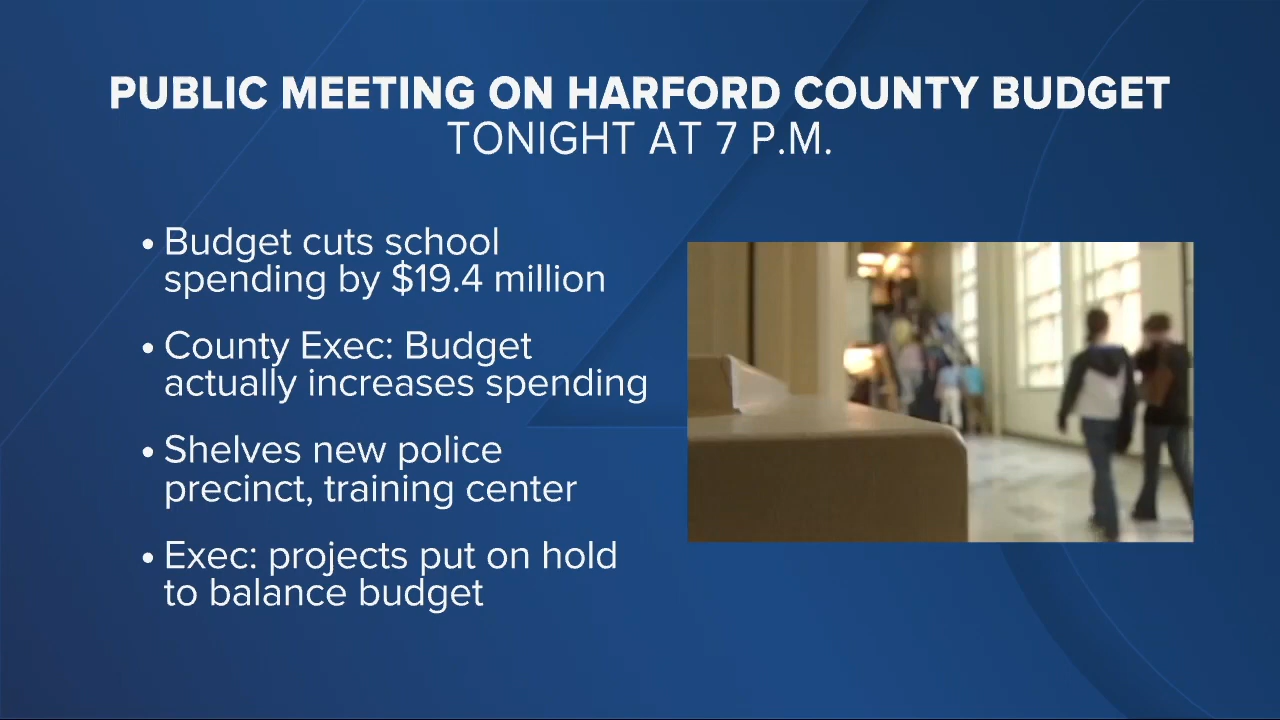 PUBLIC MEETING ON HARFORD COUNTY BUDGET
TONIGHT AT 7 P.M.
• Budget cuts school
spending by $19.4 million
• County Exec: Budget
actually increases spending
• Shelves new police
precinct, training center
• Exec: projects put on hold
to balance budget